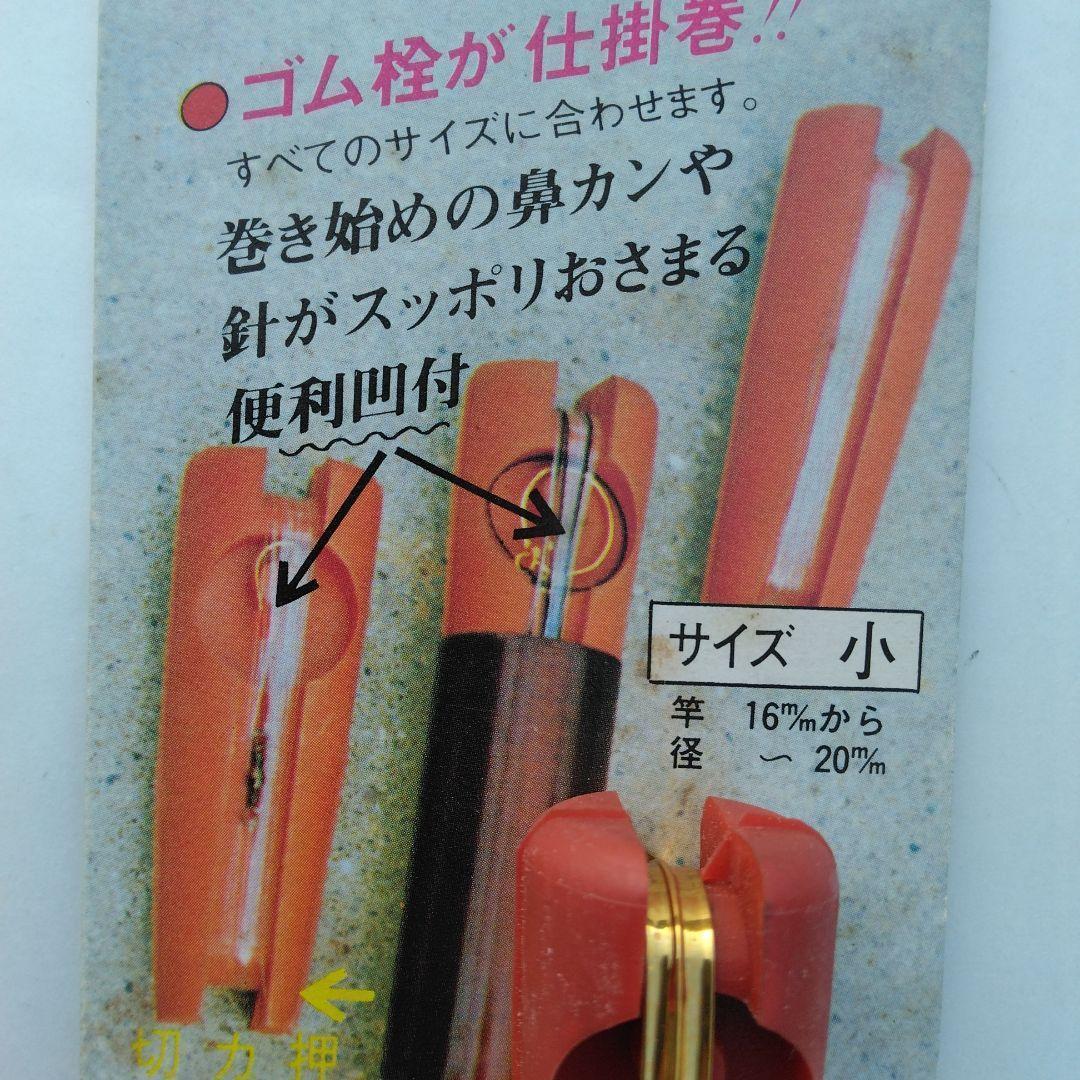 ●ゴム栓が仕掛巻!!
すべてのサイズに合わせます。
巻き始めの鼻カンや
針がスッポリおさまる
便利凹付
サイズ 小
竿径 16m/mから
〜20m/m
切カ押